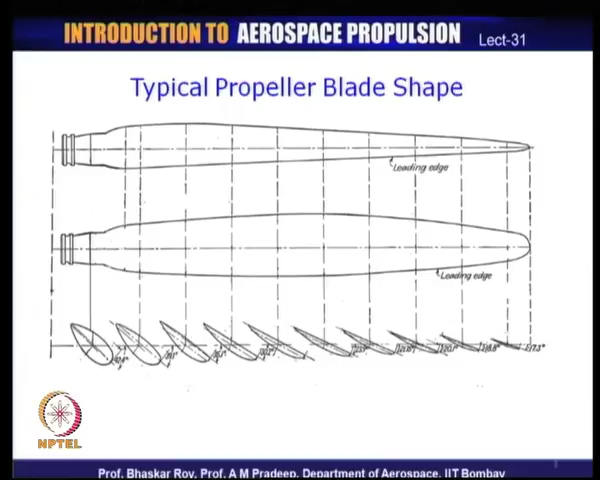 INTRODUCTION TO AEROSPACE PROPULSION Lect-31
Typical Propeller Blade Shape
Leading edge
Leading edge
NPTEL
Prof. Bhaskar Roy, Prof. A M Pradeep, Department of Aerospace, IIT Bombay